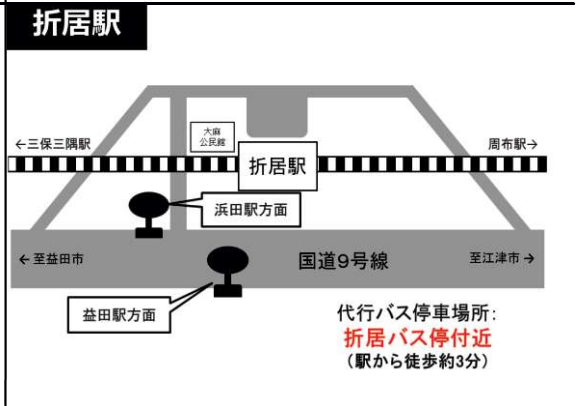 折居駅
大麻
公民館
←三保三隅駅
周布駅→
折居駅
浜田駅方面
←至益田市
国道9号線
至江津市→
益田駅方面
代行バス停車場所:
折居バス停付近
(駅から徒歩約3分)